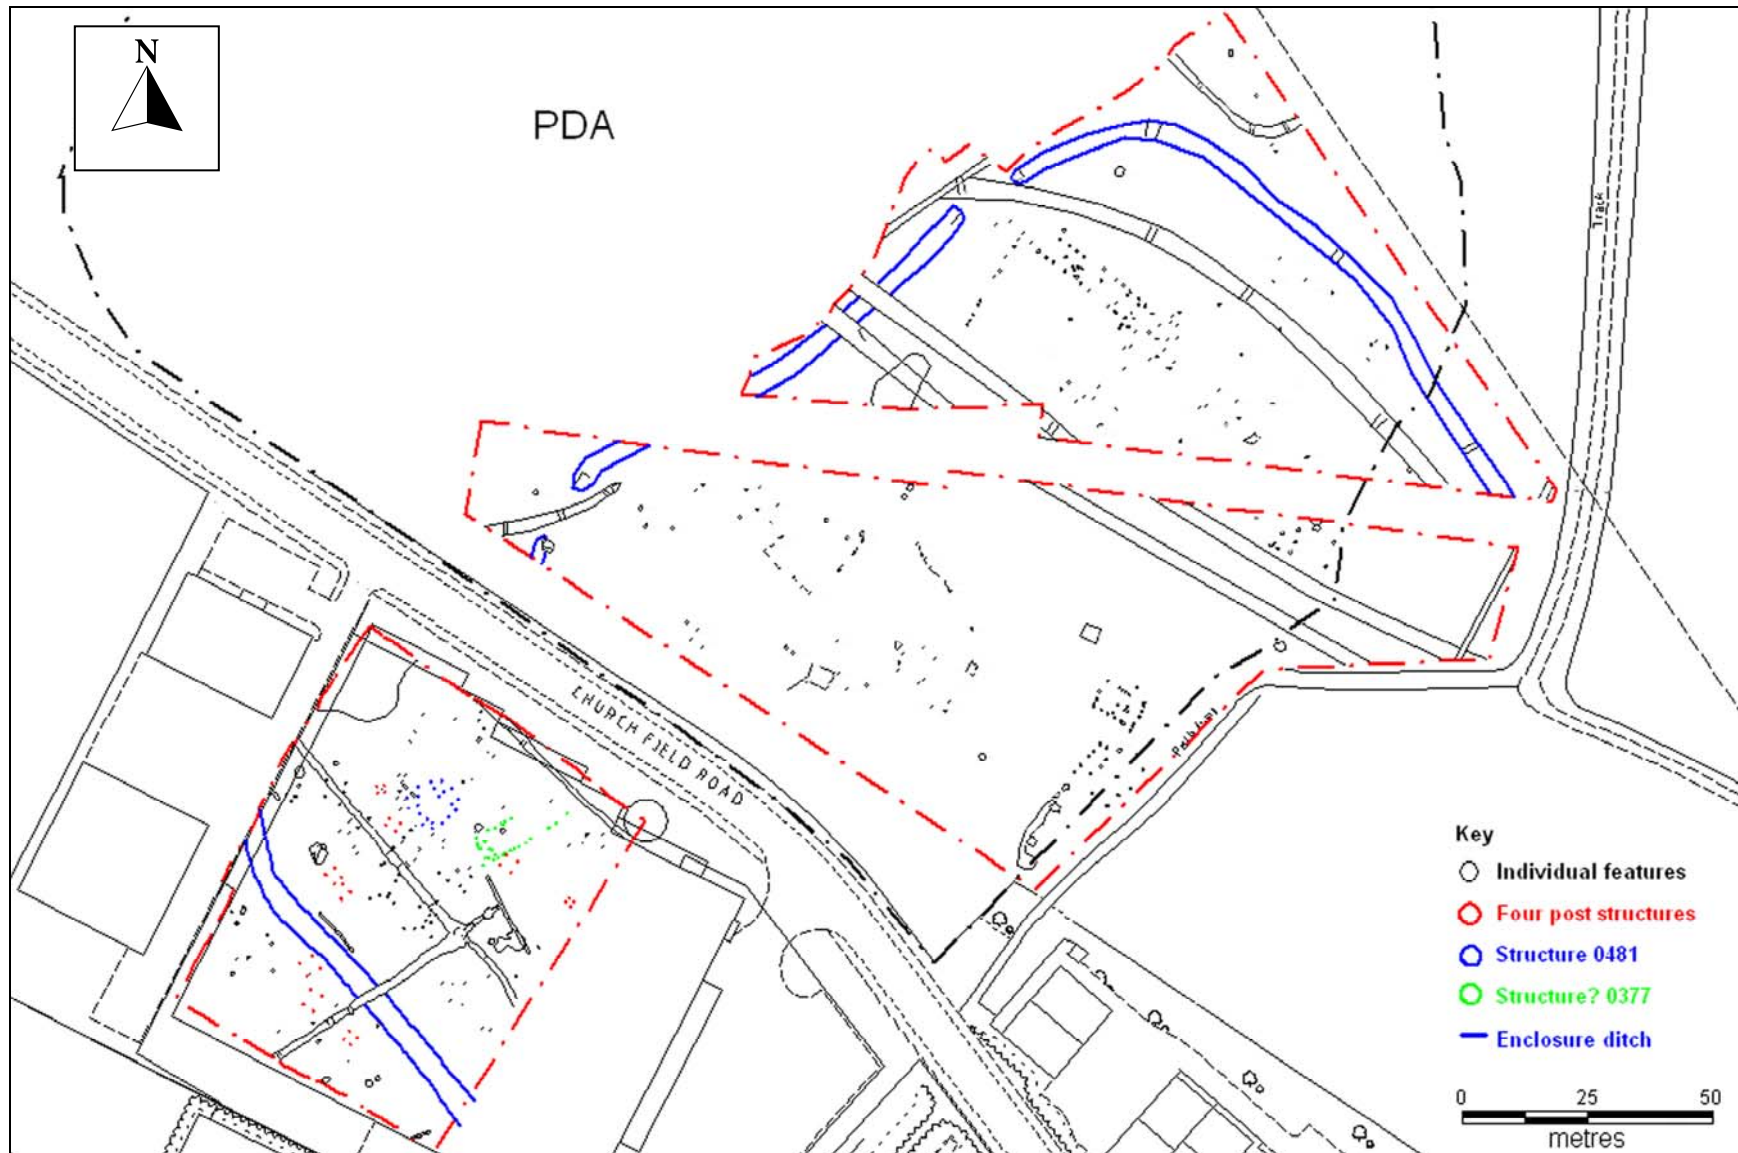 N
PDA
Track
CHURCH FIELD ROAD
Key
Individual features
Four post structures
Structure 0481
Structure? 0377
Enclosure ditch
0 25 50
metres